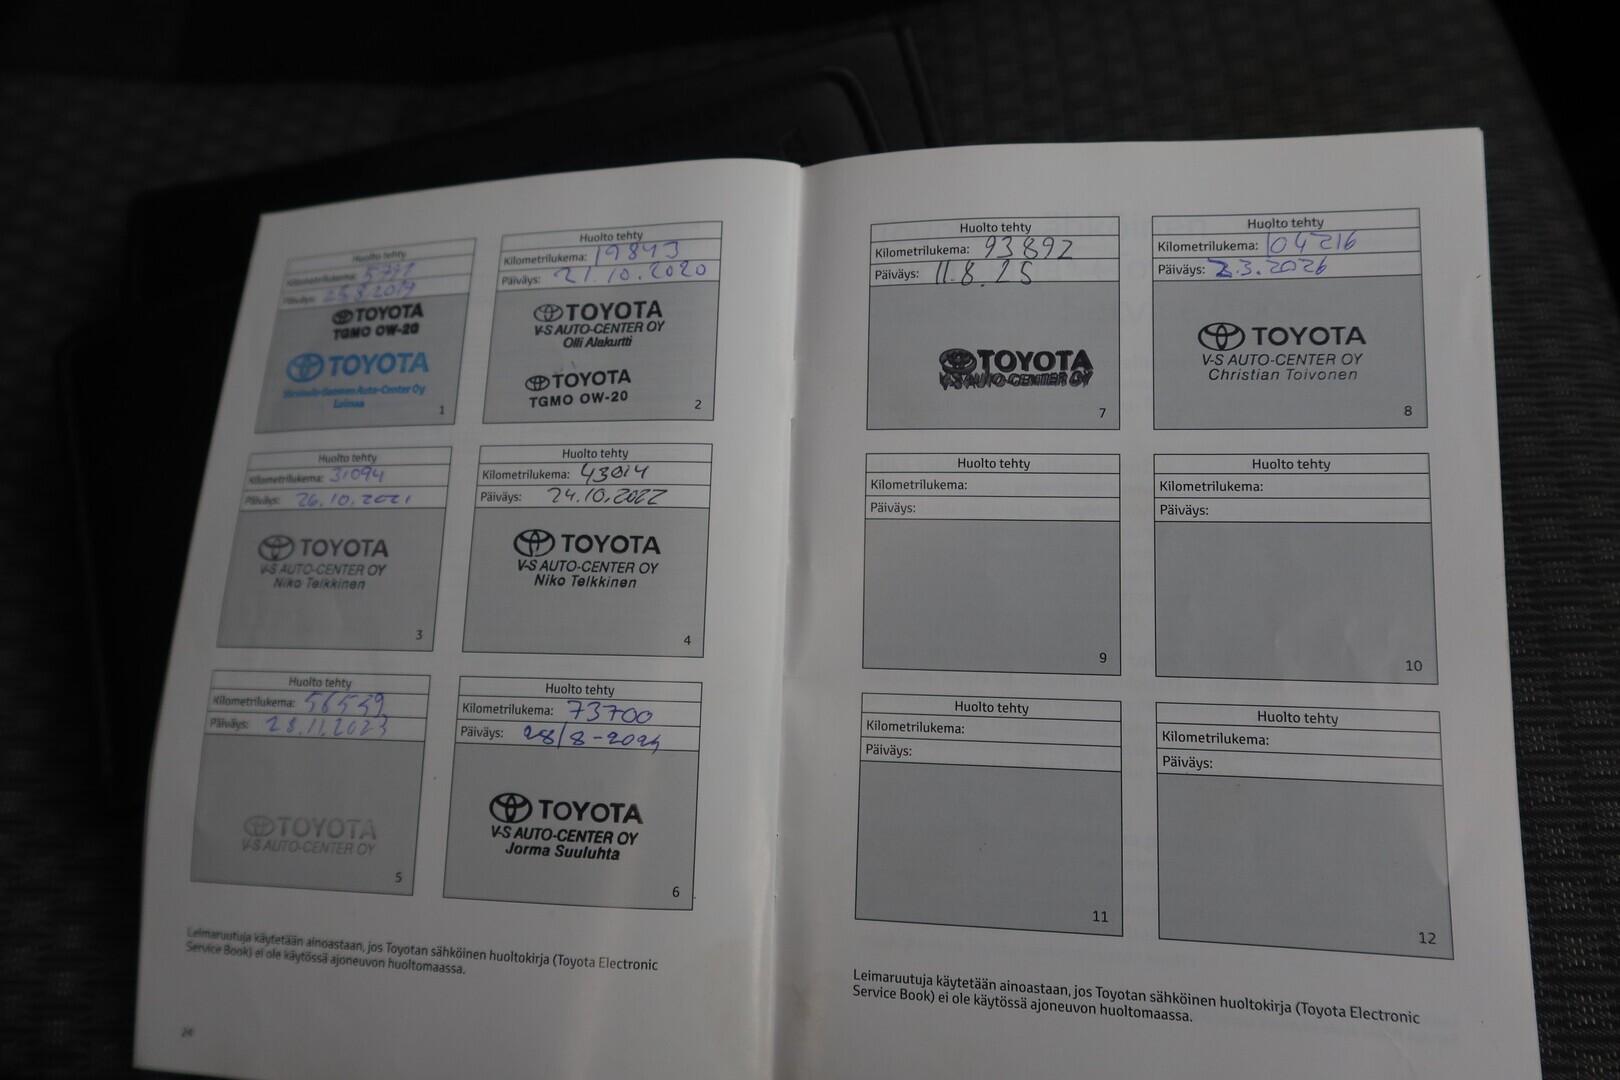 Huolto tehty
Kilometrilukema:
Päiväys: 25.8.2019
TOYOTA
TGMO OW-20
TOYOTA
Auto-Center Oy
Loimaa
1
Huolto tehty
Kilometrilukema: 19843
Päiväys: 21.10.2020
TOYOTA
V-S AUTO-CENTER OY
Olli Alakurtti
TOYOTA
TGMO OW-20
2
Huolto tehty
Kilometrilukema: 31094
Päiväys: 26.10.2021
TOYOTA
V-S AUTO-CENTER OY
Niko Telkkinen
3
Huolto tehty
Kilometrilukema: 43014
Päiväys: 24.10.2022
TOYOTA
V-S AUTO-CENTER OY
Niko Telkkinen
4
Huolto tehty
Kilometrilukema: 56539
Päiväys: 28.11.2023
TOYOTA
V-S AUTO-CENTER OY
5
Huolto tehty
Kilometrilukema: 73700
Päiväys: 28/8-2024
TOYOTA
V-S AUTO-CENTER OY
Jorma Suuluhta
6
Leimaruutuja käytetään ainoastaan, jos Toyotan sähköinen huoltokirja (Toyota Electronic
Service Book) ei ole käytössä ajoneuvon huoltomaassa.
24
Huolto tehty
Kilometrilukema: 93892
Päiväys: 11.8.25
TOYOTA
V-S AUTO-CENTER OY
7
Huolto tehty
Kilometrilukema: 104216
Päiväys: 2.3.2026
TOYOTA
V-S AUTO-CENTER OY
Christian Toivonen
8
Huolto tehty
Kilometrilukema:
Päiväys:
9
Huolto tehty
Kilometrilukema:
Päiväys:
10
Huolto tehty
Kilometrilukema:
Päiväys:
11
Huolto tehty
Kilometrilukema:
Päiväys:
12
Leimaruutuja käytetään ainoastaan, jos Toyotan sähköinen huoltokirja (Toyota Electronic
Service Book) ei ole käytössä ajoneuvon huoltomaassa.